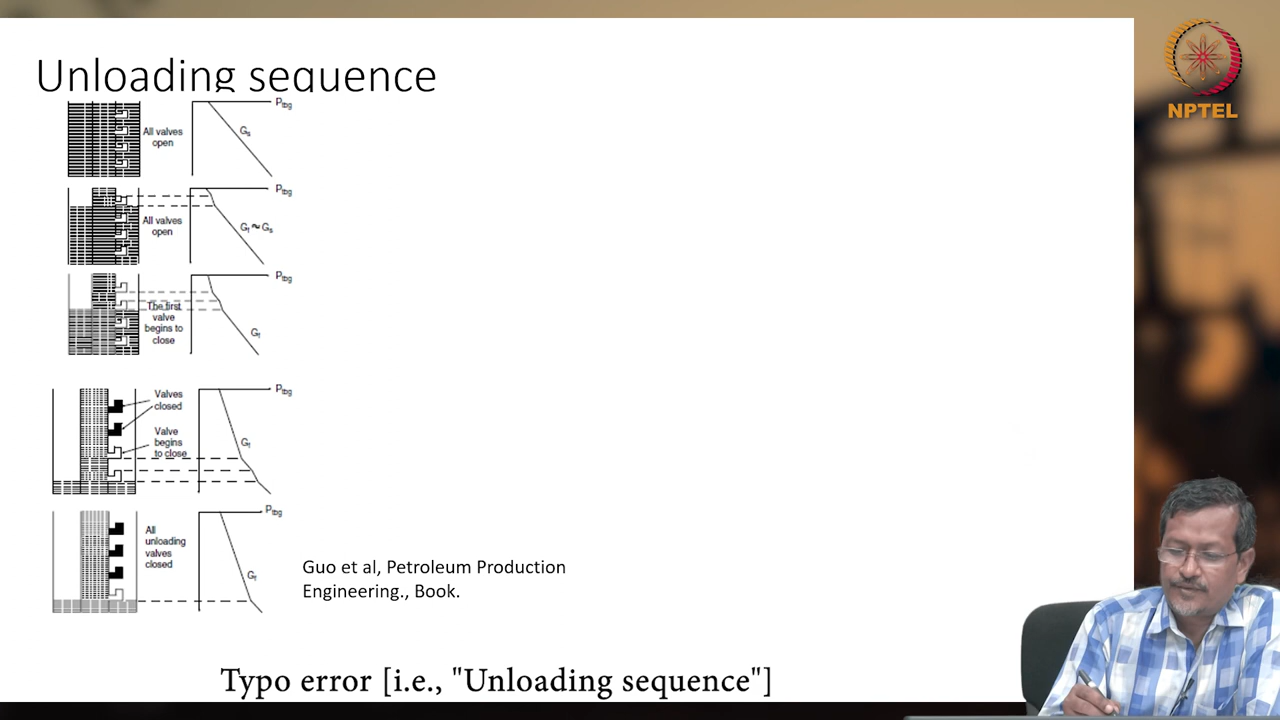 Unloading sequence
Ptbg
All valves
open
Gs
Ptbg
All valves
open
Gf ≈ Gs
Ptbg
The first
valve
begins to
close
Gf
Ptbg
Valves
closed
Valve
begins
to close
Gf
Ptbg
All
unloading
valves
closed
Gf
Guo et al, Petroleum Production
Engineering., Book.
Typo error [i.e., "Unloading sequence"]
NPTEL